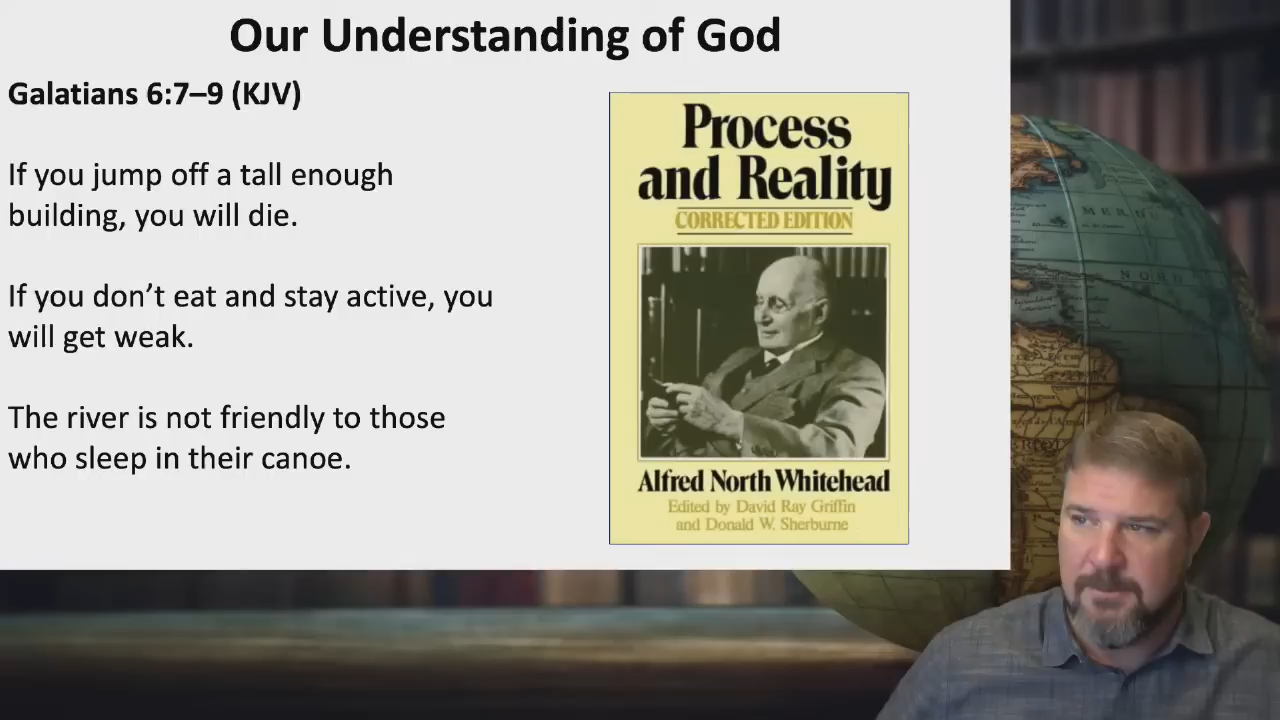 Our Understanding of God
Galatians 6:7–9 (KJV)
If you jump off a tall enough
building, you will die.
If you don’t eat and stay active, you
will get weak.
The river is not friendly to those
who sleep in their canoe.
Process
and Reality
CORRECTED EDITION
Alfred North Whitehead
Edited by David Ray Griffin
and Donald W. Sherburne
NORD